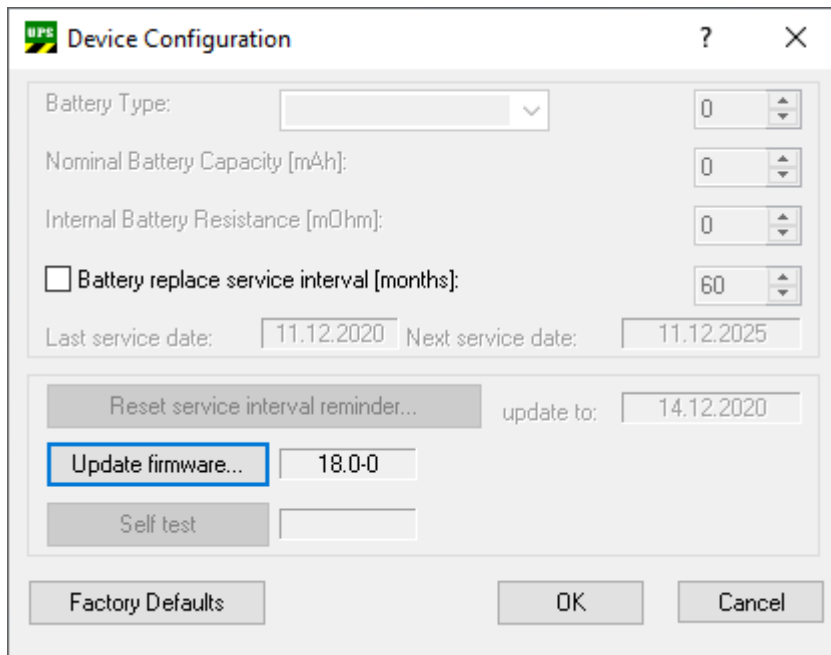 UPS Device Configuration ?
Battery Type: 0
Nominal Battery Capacity [mAh]: 0
Internal Battery Resistance [mOhm]: 0
Battery replace service interval [months]: 60
Last service date: 11.12.2020 Next service date: 11.12.2025
Reset service interval reminder... update to: 14.12.2020
Update firmware... 18.0-0
Self test
Factory Defaults OK Cancel